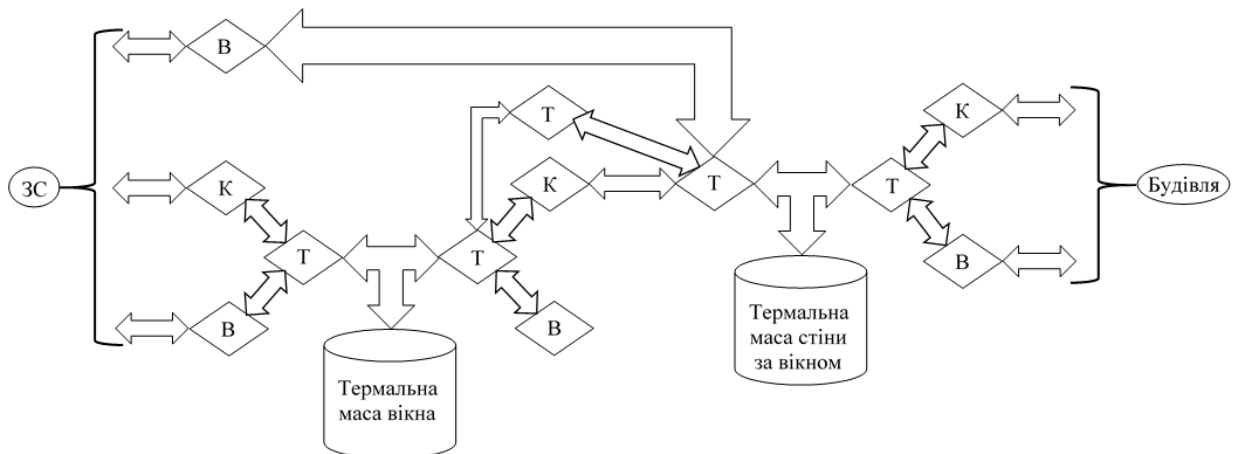 В
Т
К
ЗС
К
К
Т
Т
Будівля
Т
Т
В
В
В
Термальна
маса стіни
за вікном
Термальна
маса вікна